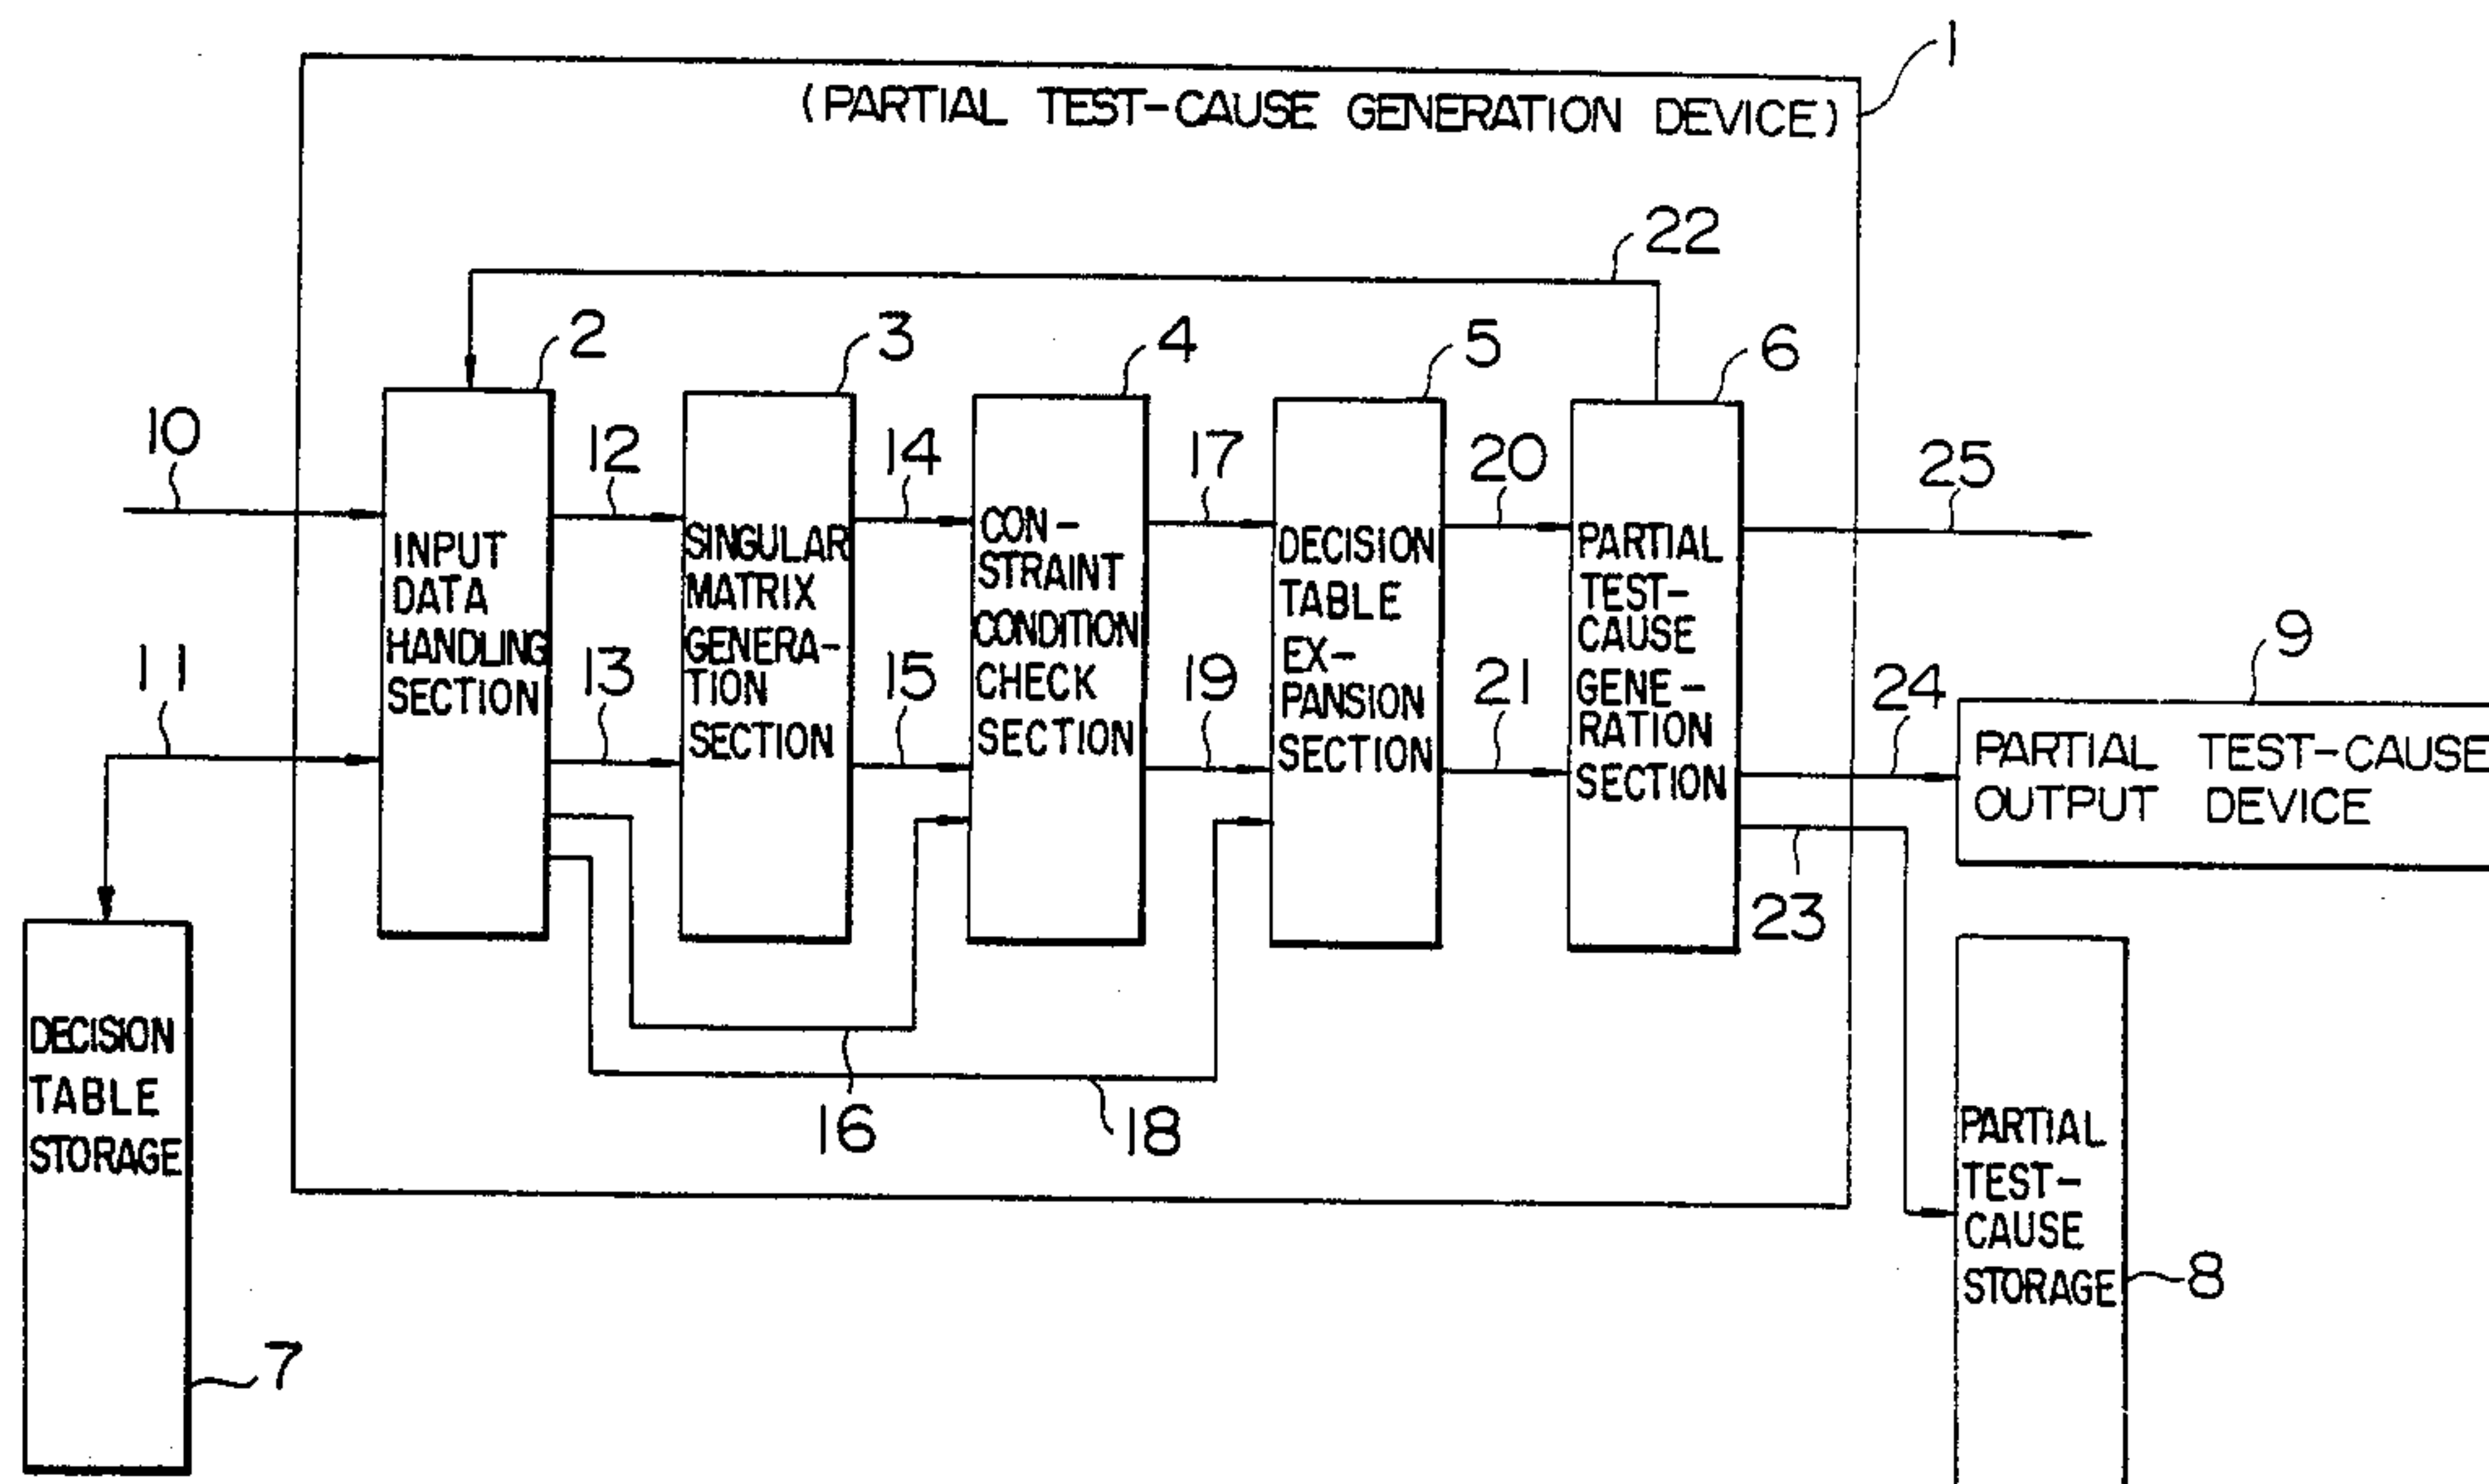 1
(PARTIAL TEST-CAUSE GENERATION DEVICE)
22
2
3
4
5
6
10
12
14
17
20
25
INPUT
DATA
HANDLING
SECTION
SINGULAR
MATRIX
GENERA-
TION
SECTION
CON-
STRAINT
CONDITION
CHECK
SECTION
DECISION
TABLE
EX-
PANSION
SECTION
PARTIAL
TEST-
CAUSE
GENE-
RATION
SECTION
11
13
15
19
21
24
9
PARTIAL TEST-CAUSE
OUTPUT DEVICE
23
16
18
DECISION
TABLE
STORAGE
7
PARTIAL
TEST-
CAUSE
STORAGE
8